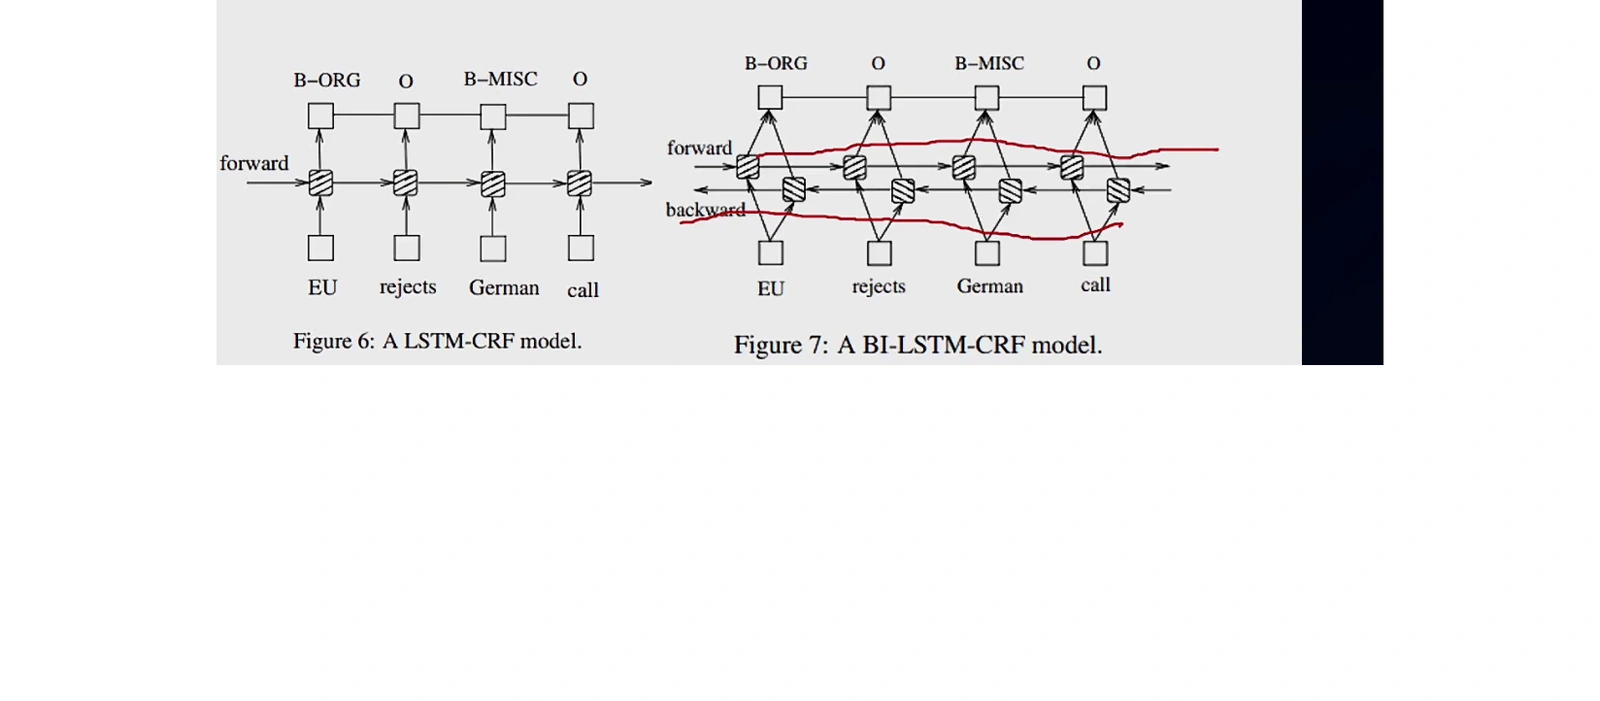 B–ORG O B–MISC O
forward
EU rejects German call
Figure 6: A LSTM-CRF model.
B–ORG O B–MISC O
forward
backward
EU rejects German call
Figure 7: A BI-LSTM-CRF model.